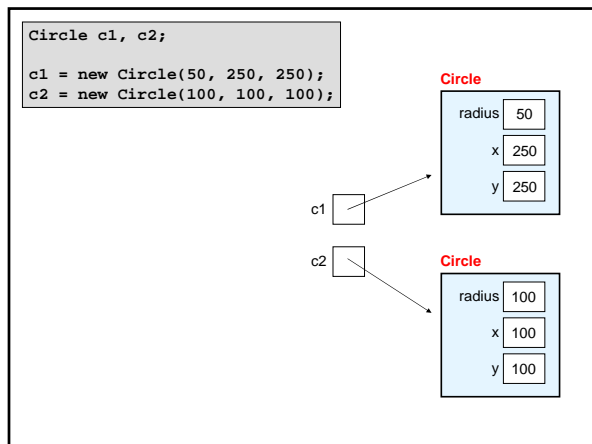 Circle c1, c2;
c1 = new Circle(50, 250, 250);
c2 = new Circle(100, 100, 100);
Circle
radius 50
x 250
y 250
c1
c2
Circle
radius 100
x 100
y 100